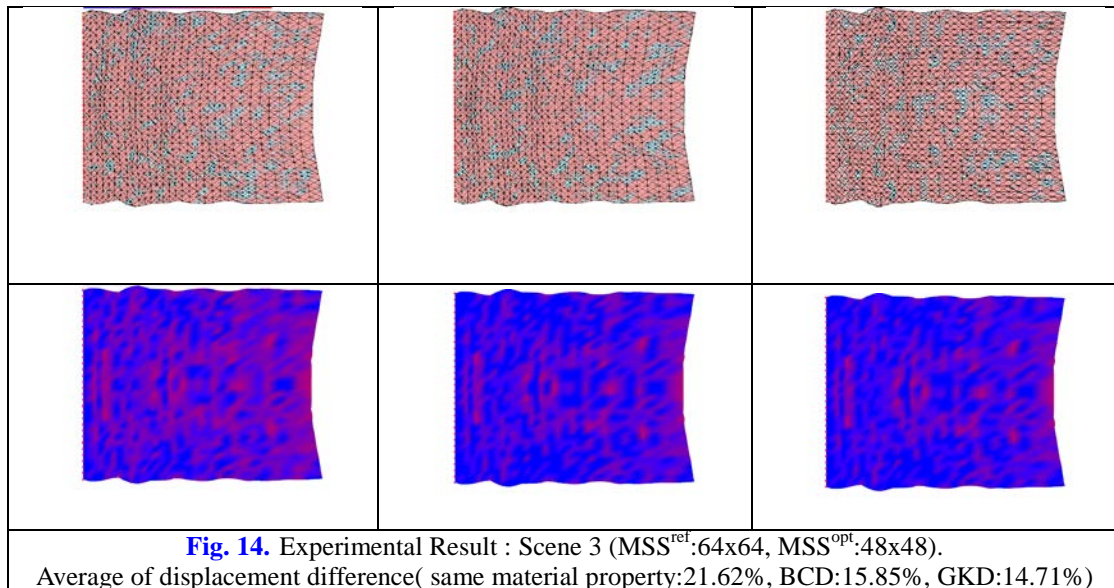 Fig. 14. Experimental Result : Scene 3 (MSSref:64x64, MSSopt:48x48).
Average of displacement difference( same material property:21.62%, BCD:15.85%, GKD:14.71%)